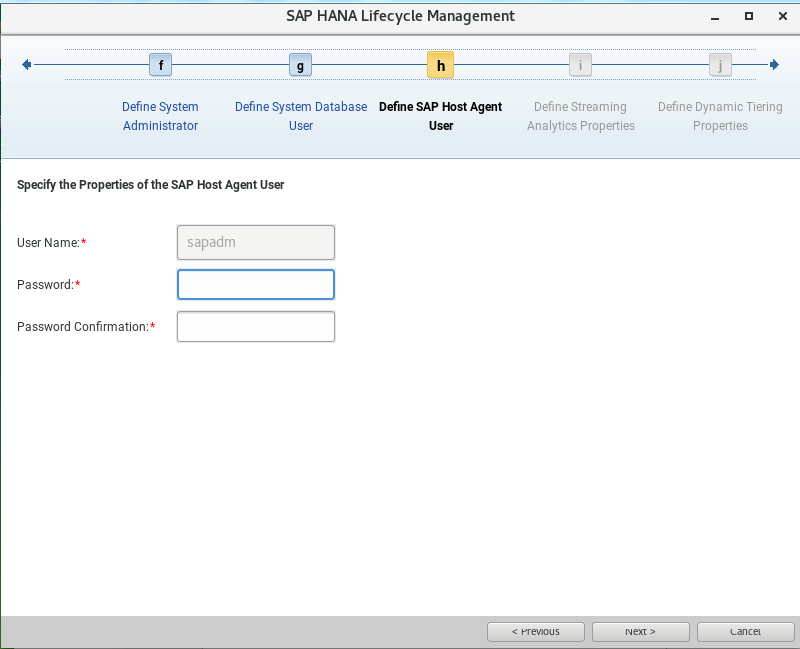 SAP HANA Lifecycle Management
f g h i j
Define System Define System Database Define SAP Host Agent Define Streaming Define Dynamic Tiering
Administrator User User Analytics Properties Properties
Specify the Properties of the SAP Host Agent User
User Name:* sapadm
Password:*
Password Confirmation:*
< Previous Next > Cancel